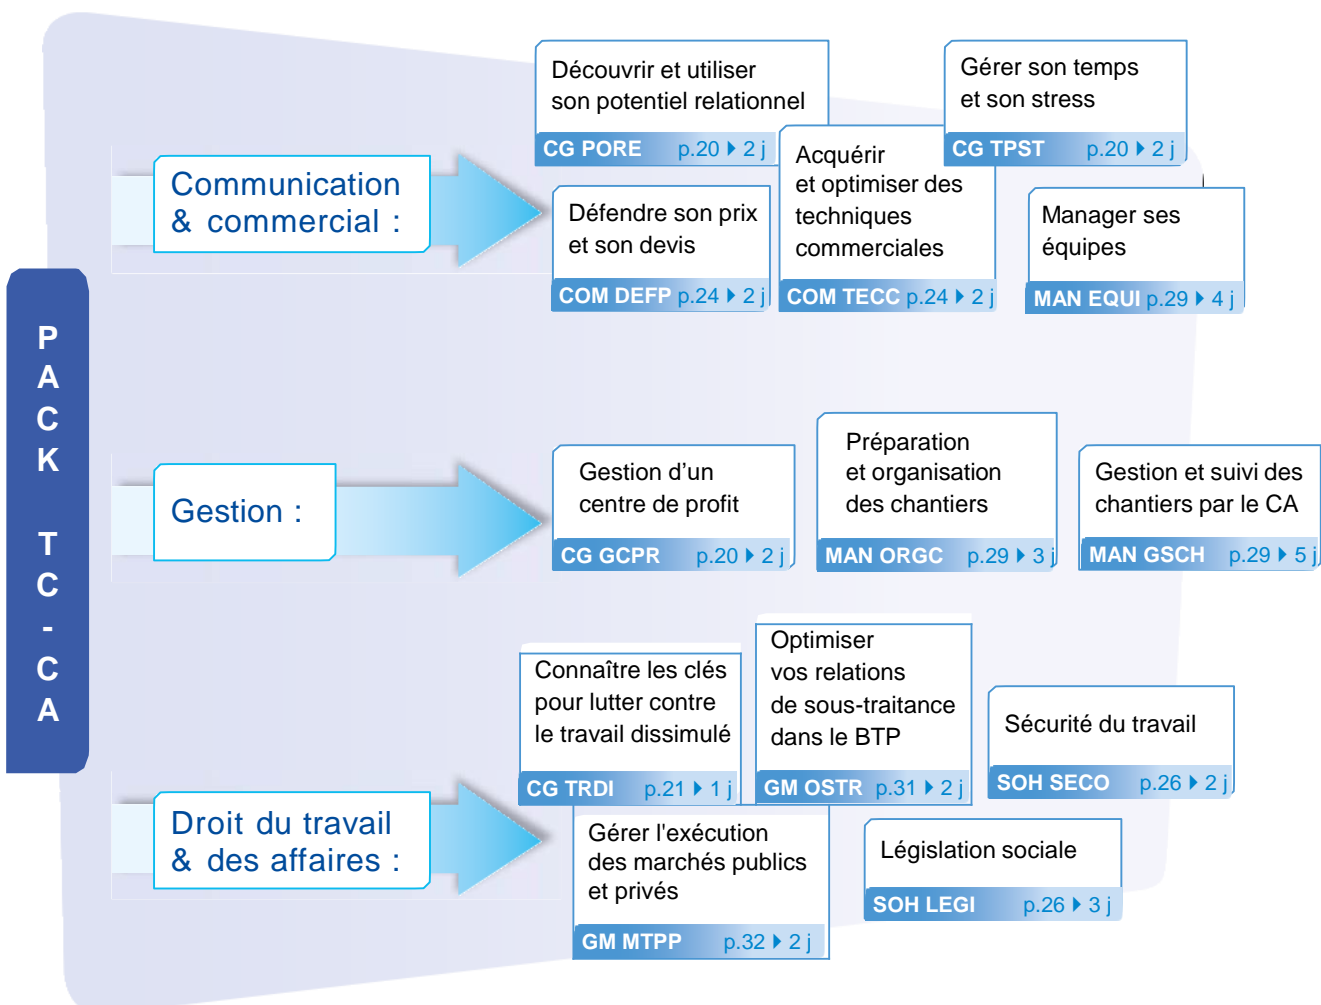 PACK TC-CA
Communication
& commercial :
Découvrir et utiliser
son potentiel relationnel
CG PORE p.20 ▶ 2 j
Gérer son temps
et son stress
CG TPST p.20 ▶ 2 j
Défendre son prix
et son devis
COM DEFP p.24 ▶ 2 j
Acquérir
et optimiser des
techniques
commerciales
COM TECC p.24 ▶ 2 j
Manager ses
équipes
MAN EQUI p.29 ▶ 4 j
Gestion :
Gestion d’un
centre de profit
CG GCPR p.20 ▶ 2 j
Préparation
et organisation
des chantiers
MAN ORGC p.29 ▶ 3 j
Gestion et suivi des
chantiers par le CA
MAN GSCH p.29 ▶ 5 j
Droit du travail
& des affaires :
Connaître les clés
pour lutter contre
le travail dissimulé
CG TRDI p.21 ▶ 1 j
Optimiser
vos relations
de sous-traitance
dans le BTP
GM OSTR p.31 ▶ 2 j
Sécurité du travail
SOH SECO p.26 ▶ 2 j
Gérer l'exécution
des marchés publics
et privés
GM MTPP p.32 ▶ 2 j
Législation sociale
SOH LEGI p.26 ▶ 3 j